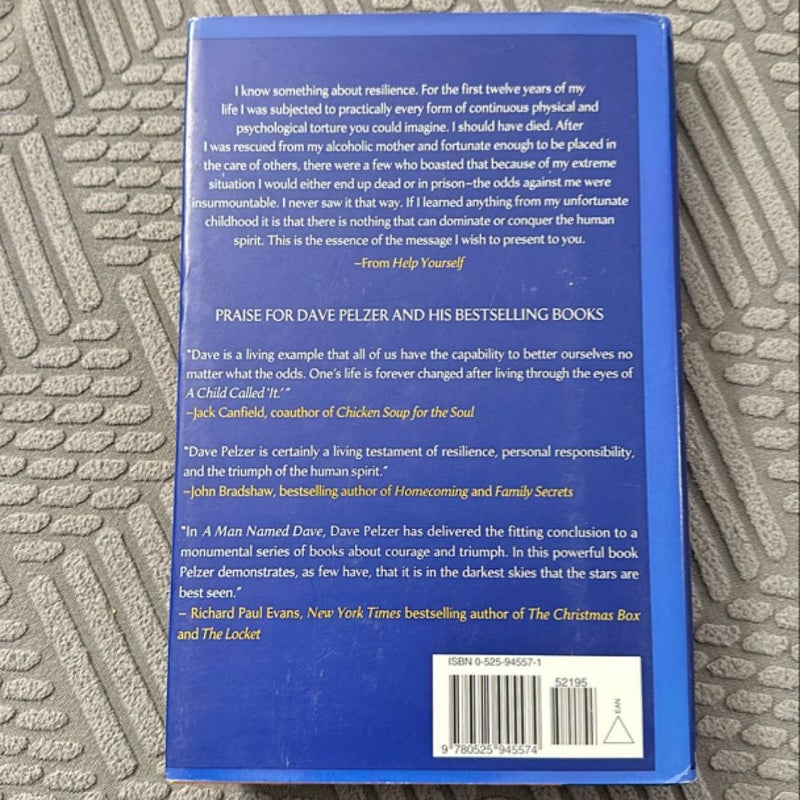 I know something about resilience. For the first twelve years of my
life I was subjected to practically every form of continuous physical and
psychological torture you could imagine. I should have died. After
I was rescued from my alcoholic mother and fortunate enough to be placed in
the care of others, there were a few who boasted that because of my extreme
situation I would either end up dead or in prison—the odds against me were
insurmountable. I never saw it that way. If I learned anything from my unfortunate
childhood it is that there is nothing that can dominate or conquer the human
spirit. This is the essence of the message I wish to present to you.
—From Help Yourself
PRAISE FOR DAVE PELZER AND HIS BESTSELLING BOOKS
"Dave is a living example that all of us have the capability to better ourselves no
matter what the odds. One's life is forever changed after living through the eyes of
A Child Called 'It.'"
—Jack Canfield, coauthor of Chicken Soup for the Soul
"Dave Pelzer is certainly a living testament of resilience, personal responsibility,
and the triumph of the human spirit."
—John Bradshaw, bestselling author of Homecoming and Family Secrets
"In A Man Named Dave, Dave Pelzer has delivered the fitting conclusion to a
monumental series of books about courage and triumph. In this powerful book
Pelzer demonstrates, as few have, that it is in the darkest skies that the stars are
best seen."
— Richard Paul Evans, New York Times bestselling author of The Christmas Box
and The Locket
ISBN 0-525-94557-1
52195
9 780525 945574
EAN